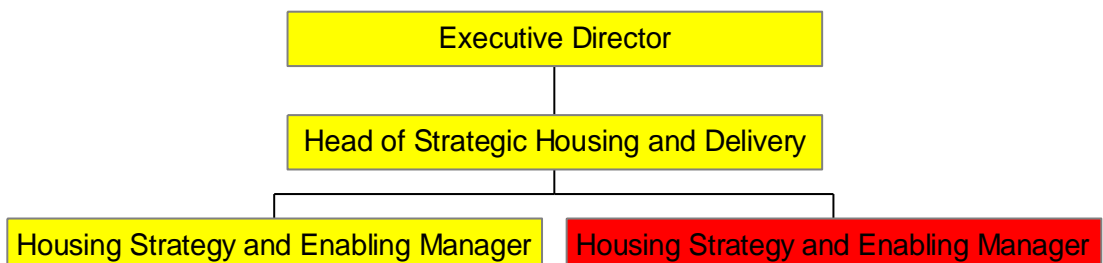 Executive Director
Head of Strategic Housing and Delivery
Housing Strategy and Enabling Manager
Housing Strategy and Enabling Manager